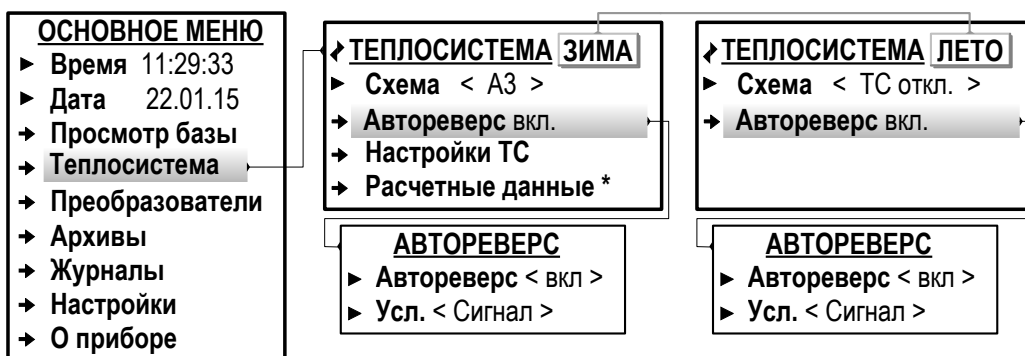 ОСНОВНОЕ МЕНЮ
Время 11:29:33
Дата 22.01.15
Просмотр базы
Теплосистема
Преобразователи
Архивы
Журналы
Настройки
О приборе
ТЕПЛОСИСТЕМА ЗИМА
Схема < А3 >
Автореверс вкл.
Настройки ТС
Расчетные данные *
АВТОРЕВЕРС
Автореверс < вкл >
Усл. < Сигнал >
ТЕПЛОСИСТЕМА ЛЕТО
Схема < ТС откл. >
Автореверс вкл.
АВТОРЕВЕРС
Автореверс < вкл >
Усл. < Сигнал >